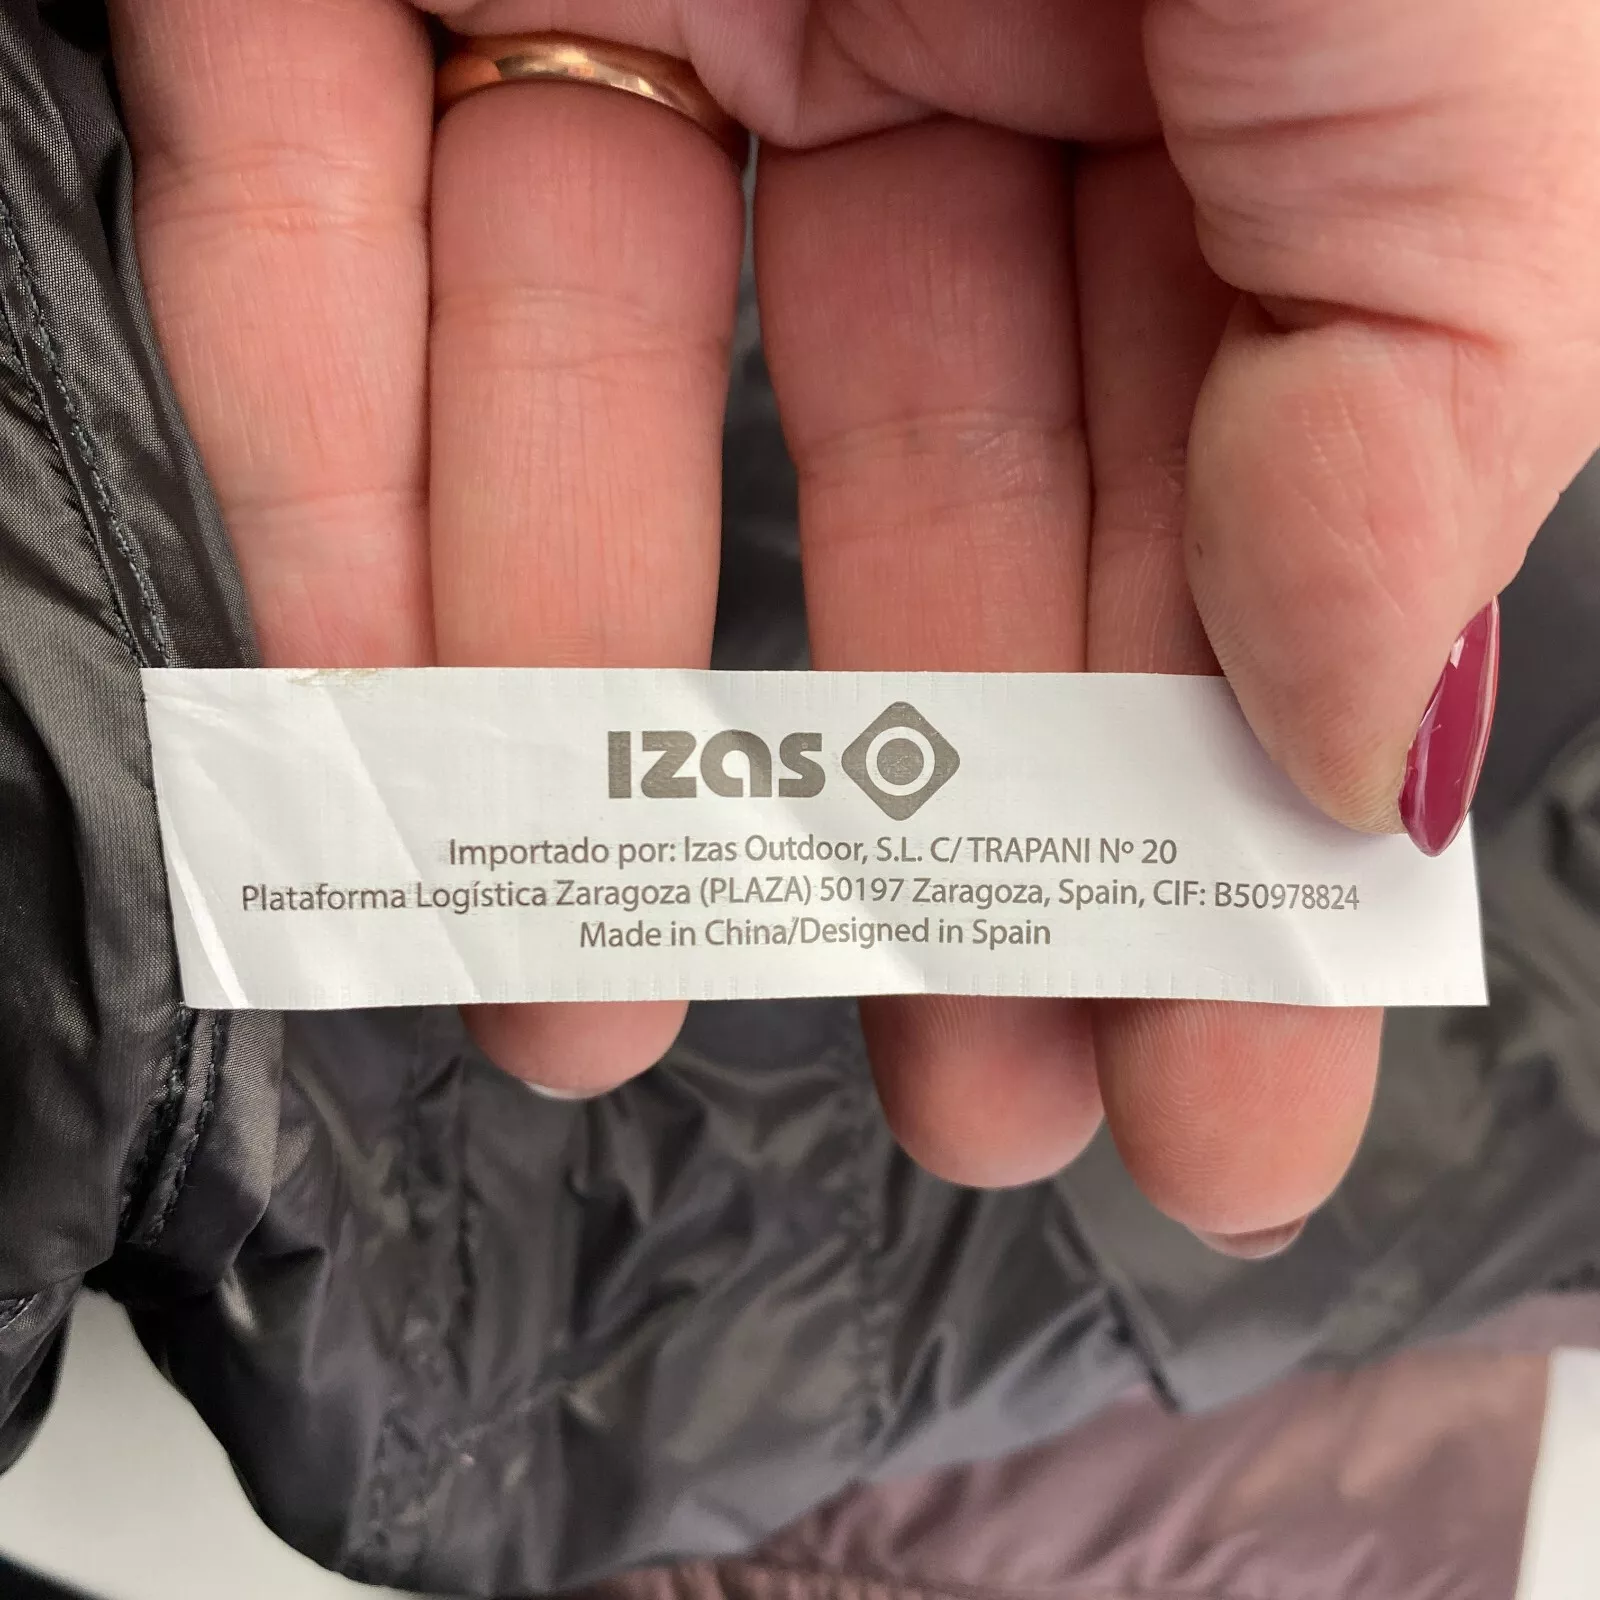 Izas
Importado por: Izas Outdoor, S.L. C/ TRAPANI Nº 20
Plataforma Logística Zaragoza (PLAZA) 50197 Zaragoza, Spain, CIF: B50978824
Made in China/Designed in Spain